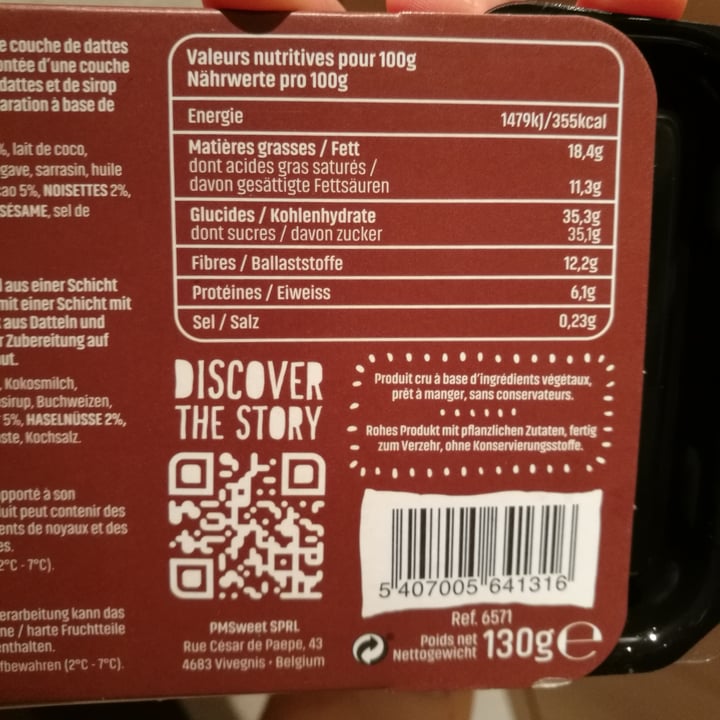 e couche de dattes
ontée d'une couche
dattes et de sirop
aration à base de
%, lait de coco,
gave, sarrasin, huile
cao 5%, NOISETTES 2%,
SÉSAME, sel de
l aus einer Schicht
mit einer Schicht mit
t aus Datteln und
r Zubereitung auf
ut.
, Kokosmilch,
sirup, Buchweizen,
5%, HASELNÜSSE 2%,
ste, Kochsalz.
pporté à son
uit peut contenir des
ents de noyaux et des
es.
2°C - 7°C).
erarbeitung kann das
ne / harte Fruchtteile
enthalten.
fbewahren (2°C - 7°C).
Valeurs nutritives pour 100g
Nährwerte pro 100g
Energie 1479kj/355kcal
Matières grasses / Fett 18,4g
dont acides gras saturés /
davon gesättigte Fettsäuren 11,3g
Glucides / Kohlenhydrate 35,3g
dont sucres / davon zucker 35,1g
Fibres / Ballaststoffe 12,2g
Protéines / Eiweiss 6,1g
Sel / Salz 0,23g
DISCOVER
THE STORY
Produit cru à base d'ingrédients végétaux,
prêt à manger, sans conservateurs.
Rohes Produkt mit pflanzlichen Zutaten, fertig
zum Verzehr, ohne Konservierungsstoffe.
5 407005 641316
PMSweet SPRL
Rue César de Paepe, 43
4683 Vivegnis • Belgium
Ref. 6571
Poids net
Nettogewicht 130g e